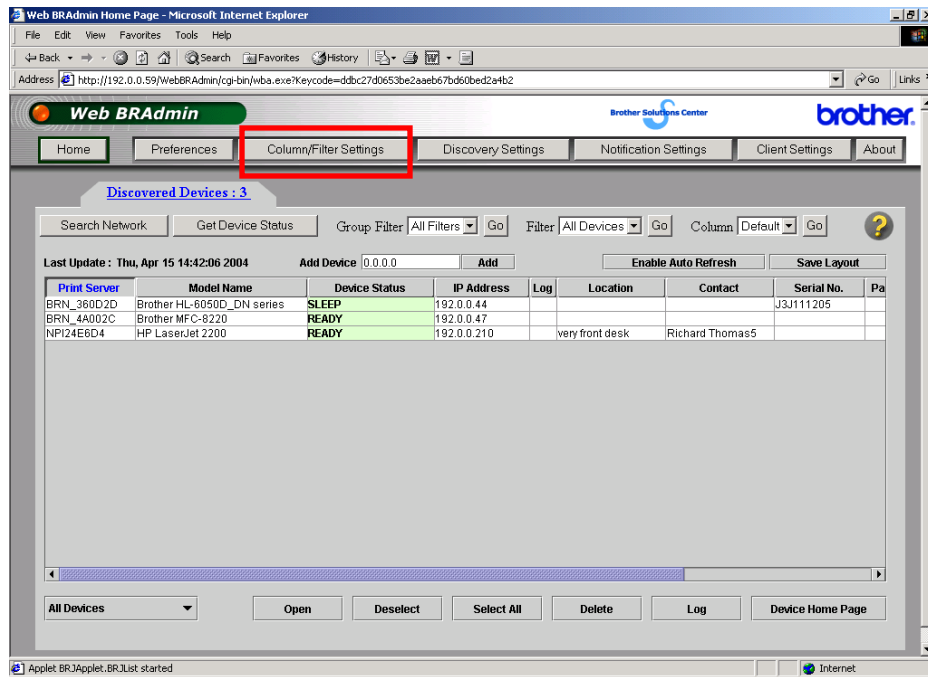 Web BRAdmin Home Page - Microsoft Internet Explorer
File Edit View Favorites Tools Help
Back Search Favorites History
Address http://192.0.0.59/WebBRAdmin/cgi-bin/wba.exe?Keycode=ddbc27d0653be2aaeb67bd60bed2a4b2 Go Links
Web BRAdmin Brother Solutions Center brother.
Home Preferences Column/Filter Settings Discovery Settings Notification Settings Client Settings About
Discovered Devices : 3
Search Network Get Device Status Group Filter All Filters Go Filter All Devices Go Column Default Go ?
Last Update : Thu, Apr 15 14:42:06 2004 Add Device 0.0.0.0 Add Enable Auto Refresh Save Layout
Print Server Model Name Device Status IP Address Log Location Contact Serial No. Pa
BRN_360D2D Brother HL-6050D_DN series SLEEP 192.0.0.44 J3J111205
BRN_4A002C Brother MFC-8220 READY 192.0.0.47
NPI24E6D4 HP LaserJet 2200 READY 192.0.0.210 very front desk Richard Thomas5
All Devices Open Deselect Select All Delete Log Device Home Page
Applet BRJApplet.BRJList started Internet